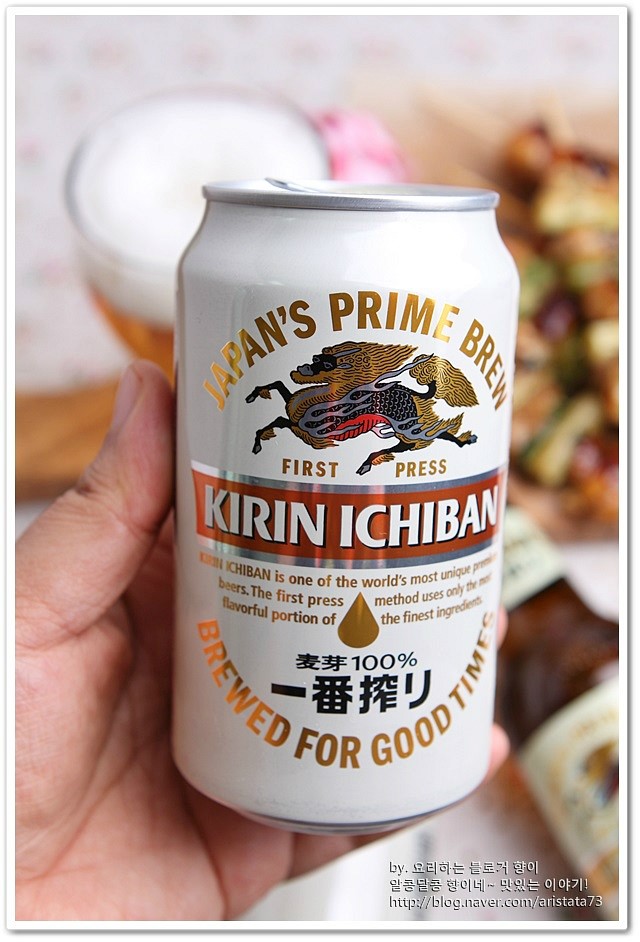 JAPAN'S PRIME BREW
FIRST PRESS
KIRIN ICHIBAN
KIRIN ICHIBAN is one of the world's most unique premium
beers. The first press method uses only the most
flavorful portion of the finest ingredients.
麦芽100%
一番搾り
BREWED FOR GOOD TIMES
by. 요리하는 블로거 향이
알콩달콩 향이네~ 맛있는 이야기!
http://blog.naver.com/aristata73